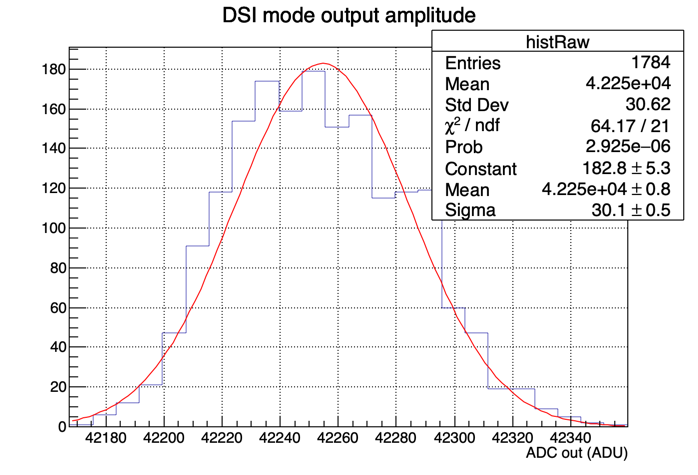 DSI mode output amplitude
histRaw
Entries 1784
Mean 4.225e+04
Std Dev 30.62
χ² / ndf 64.17 / 21
Prob 2.925e−06
Constant 182.8 ± 5.3
Mean 4.225e+04 ± 0.8
Sigma 30.1 ± 0.5
180
160
140
120
100
80
60
40
20
0
42180 42200 42220 42240 42260 42280 42300 42320 42340
ADC out (ADU)